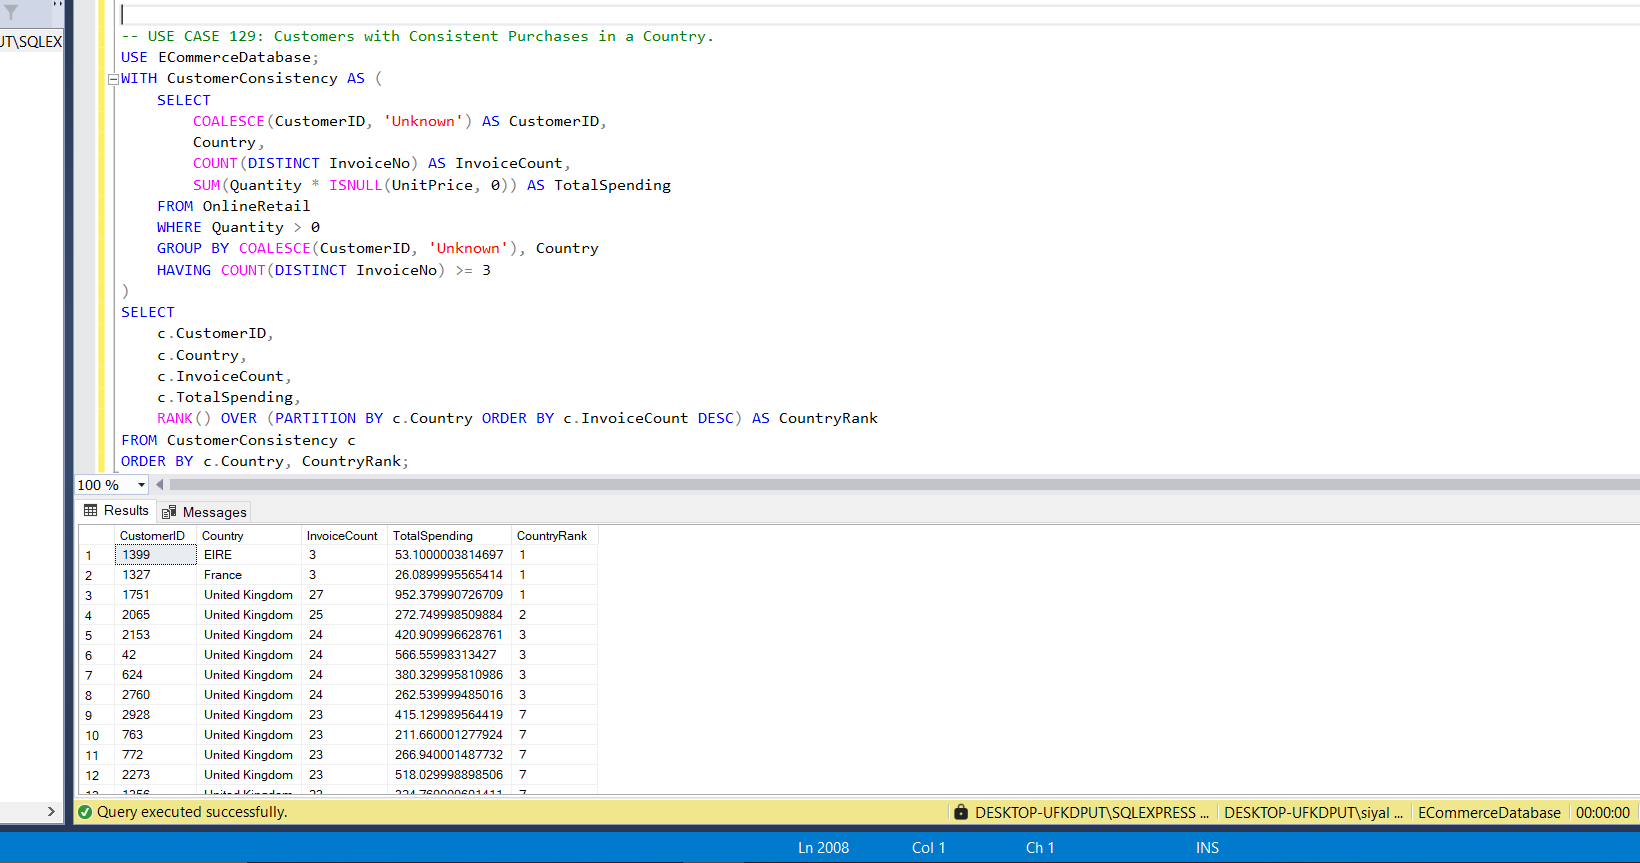 JT\SQLEX
-- USE CASE 129: Customers with Consistent Purchases in a Country.
USE ECommerceDatabase;
WITH CustomerConsistency AS (
SELECT
COALESCE(CustomerID, 'Unknown') AS CustomerID,
Country,
COUNT(DISTINCT InvoiceNo) AS InvoiceCount,
SUM(Quantity * ISNULL(UnitPrice, 0)) AS TotalSpending
FROM OnlineRetail
WHERE Quantity > 0
GROUP BY COALESCE(CustomerID, 'Unknown'), Country
HAVING COUNT(DISTINCT InvoiceNo) >= 3
)
SELECT
c.CustomerID,
c.Country,
c.InvoiceCount,
c.TotalSpending,
RANK() OVER (PARTITION BY c.Country ORDER BY c.InvoiceCount DESC) AS CountryRank
FROM CustomerConsistency c
ORDER BY c.Country, CountryRank;
100 %
Results Messages
CustomerID Country InvoiceCount TotalSpending CountryRank
1 1399 EIRE 3 53.1000003814697 1
2 1327 France 3 26.0899995565414 1
3 1751 United Kingdom 27 952.379990726709 1
4 2065 United Kingdom 25 272.749998509884 2
5 2153 United Kingdom 24 420.909996628761 3
6 42 United Kingdom 24 566.55998313427 3
7 624 United Kingdom 24 380.329995810986 3
8 2760 United Kingdom 24 262.539999485016 3
9 2928 United Kingdom 23 415.129989564419 7
10 763 United Kingdom 23 211.660001277924 7
11 772 United Kingdom 23 266.940001487732 7
12 2273 United Kingdom 23 518.029998898506 7
Query executed successfully. DESKTOP-UFKDPUT\SQLEXPRESS ... DESKTOP-UFKDPUT\siyal ... ECommerceDatabase 00:00:00
Ln 2008 Col 1 Ch 1 INS